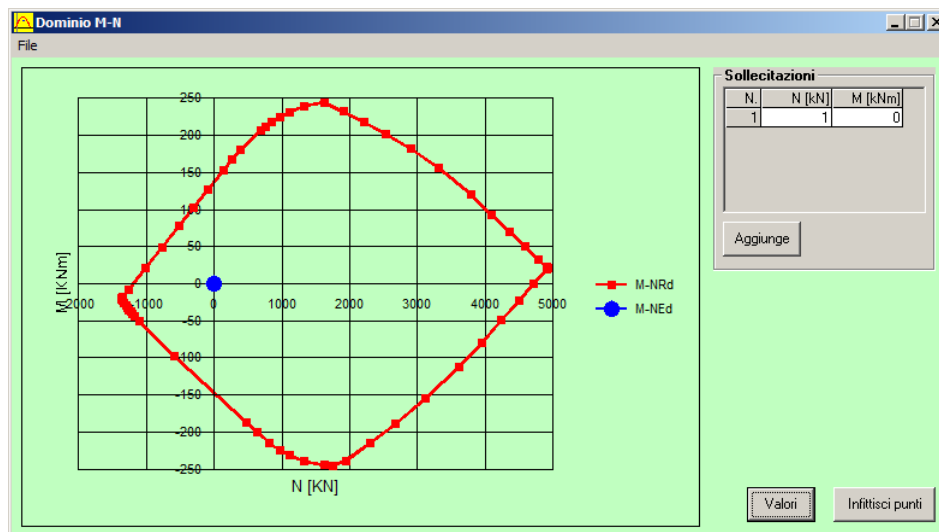 Dominio M-N
File
Sollecitazioni
N. N [kN] M [kNm]
1 1 0
Aggiunge
250
200
150
100
50
0
-50
-100
-150
-200
-250
-2000 -1000 0 1000 2000 3000 4000 5000
M [KNm]
N [KN]
M-NRd
M-NEd
Valori Infittisci punti